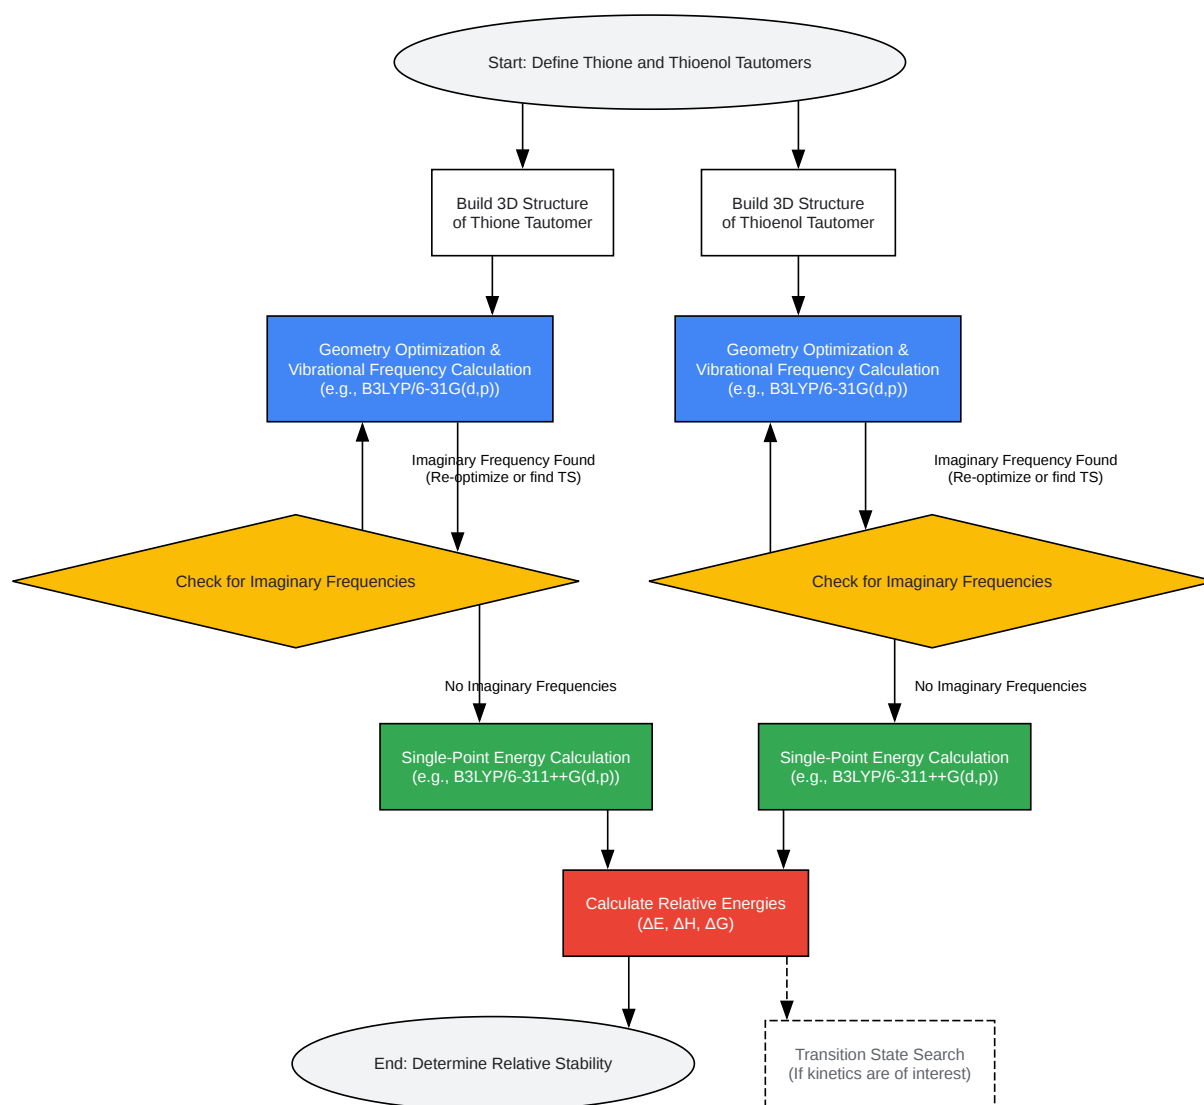 Start: Define Thione and Thioenol Tautomers
Build 3D Structure
of Thione Tautomer
Build 3D Structure
of Thioenol Tautomer
Geometry Optimization &
Vibrational Frequency Calculation
(e.g., B3LYP/6-31G(d,p))
Geometry Optimization &
Vibrational Frequency Calculation
(e.g., B3LYP/6-31G(d,p))
Imaginary Frequency Found
(Re-optimize or find TS)
Imaginary Frequency Found
(Re-optimize or find TS)
Check for Imaginary Frequencies
Check for Imaginary Frequencies
No Imaginary Frequencies
No Imaginary Frequencies
Single-Point Energy Calculation
(e.g., B3LYP/6-311++G(d,p))
Single-Point Energy Calculation
(e.g., B3LYP/6-311++G(d,p))
Calculate Relative Energies
(ΔE, ΔH, ΔG)
End: Determine Relative Stability
Transition State Search
(If kinetics are of interest)